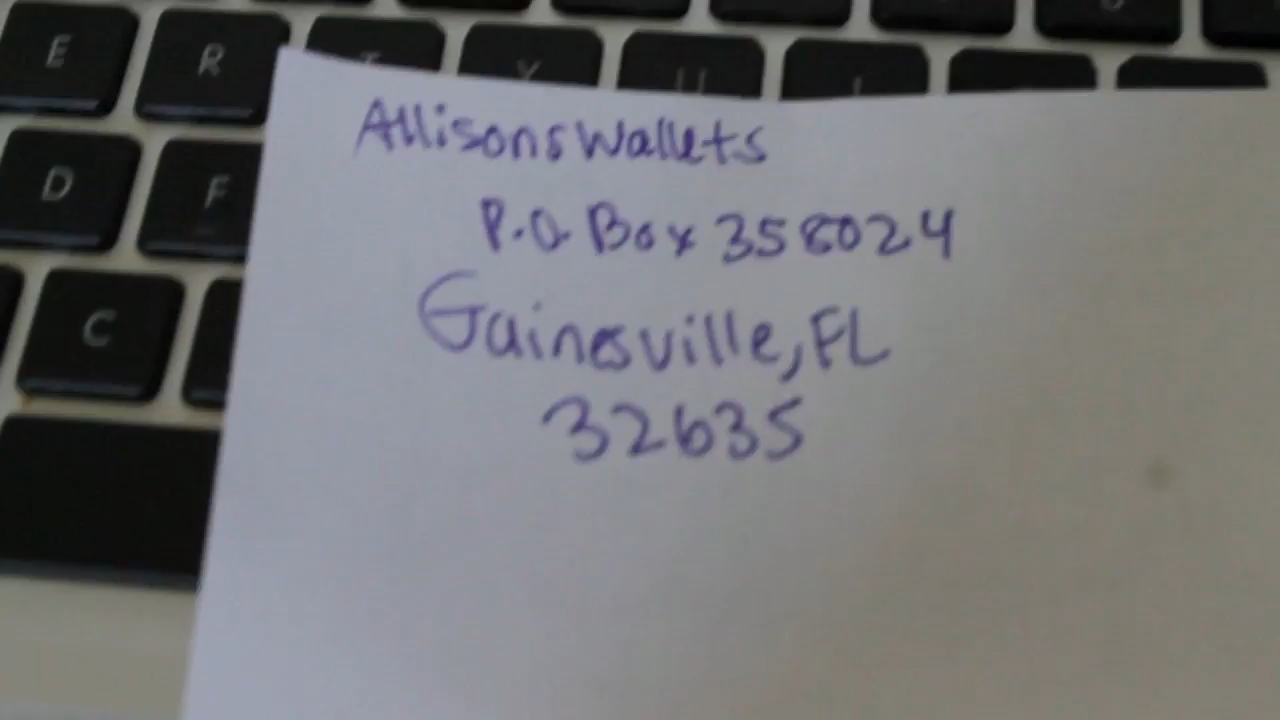 E R T Y U I
D F
C
AllisonsWallets
P.O. Box 358024
Gainesville, FL
32635